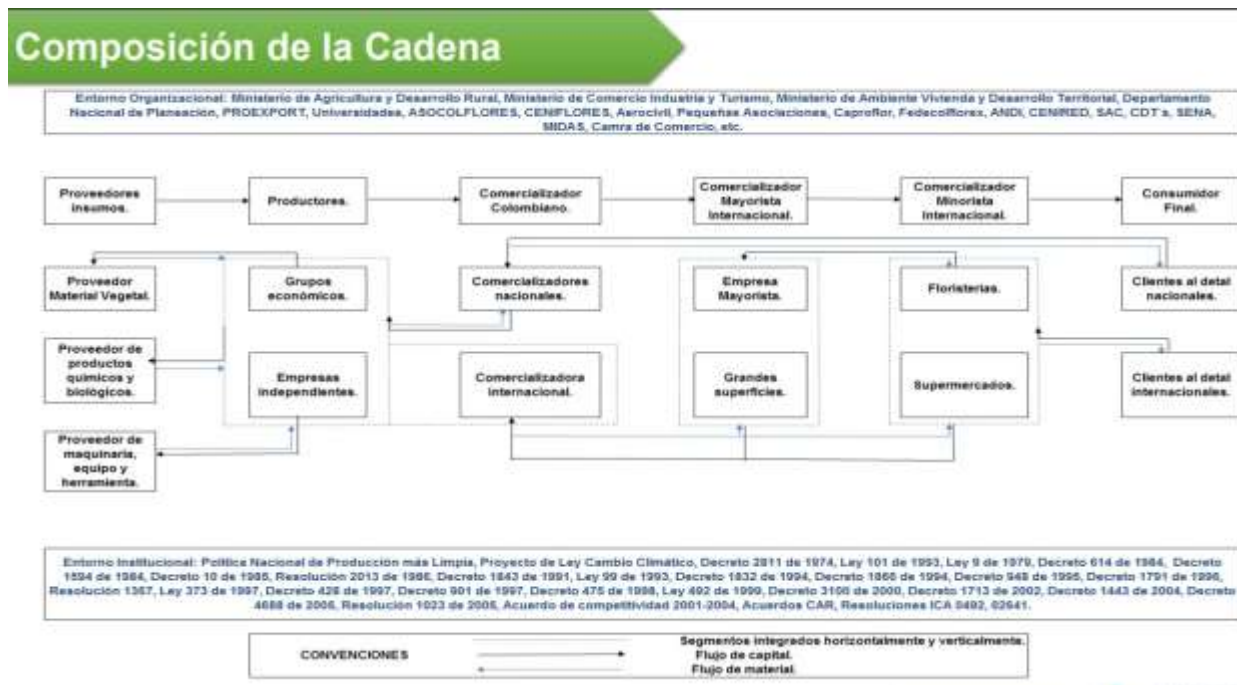 Composición de la Cadena
Entorno Organizacional: Ministerio de Agricultura y Desarrollo Rural, Ministerio de Comercio Industria y Turismo, Ministerio de Ambiente Vivienda y Desarrollo Territorial, Departamento
Nacional de Planeación, PROEXPORT, Universidades, ASOCOLFLORES, CENIFLORES, Aerocivil, Pequeñas Asociaciones, Caproflor, Fedecolflores, ANDI, CENIRED, SAC, CDT's, SENA,
MIDAS, Camra de Comercio, etc.
Proveedores
insumos.
Productores.
Comercializador
Colombiano.
Comercializador
Mayorista
Internacional.
Comercializador
Minorista
Internacional.
Consumidor
Final.
Proveedor
Material Vegetal.
Grupos
económicos.
Comercializadores
nacionales.
Empresa
Mayorista.
Floristerías.
Clientes al detal
nacionales.
Proveedor de
productos
químicos y
biológicos.
Empresas
independientes.
Comercializadora
internacional.
Grandes
superficies.
Supermercados.
Clientes al detal
internacionales.
Proveedor de
maquinaria,
equipo y
herramienta.
Entorno Institucional: Política Nacional de Producción más Limpia, Proyecto de Ley Cambio Climático, Decreto 2811 de 1974, Ley 101 de 1993, Ley 9 de 1979, Decreto 614 de 1984, Decreto
1594 de 1984, Decreto 10 de 1985, Resolución 2013 de 1986, Decreto 1843 de 1991, Ley 99 de 1993, Decreto 1832 de 1994, Decreto 1866 de 1994, Decreto 948 de 1995, Decreto 1791 de 1996,
Resolución 1367, Ley 373 de 1997, Decreto 428 de 1997, Decreto 901 de 1997, Decreto 475 de 1998, Ley 492 de 1999, Decreto 3100 de 2000, Decreto 1713 de 2002, Decreto 1443 de 2004, Decreto
4688 de 2005, Resolución 1023 de 2005, Acuerdo de competitividad 2001-2004, Acuerdos CAR, Resoluciones ICA 0492, 02641.
CONVENCIONES
Segmentos integrados horizontalmente y verticalmente.
Flujo de capital.
Flujo de material.